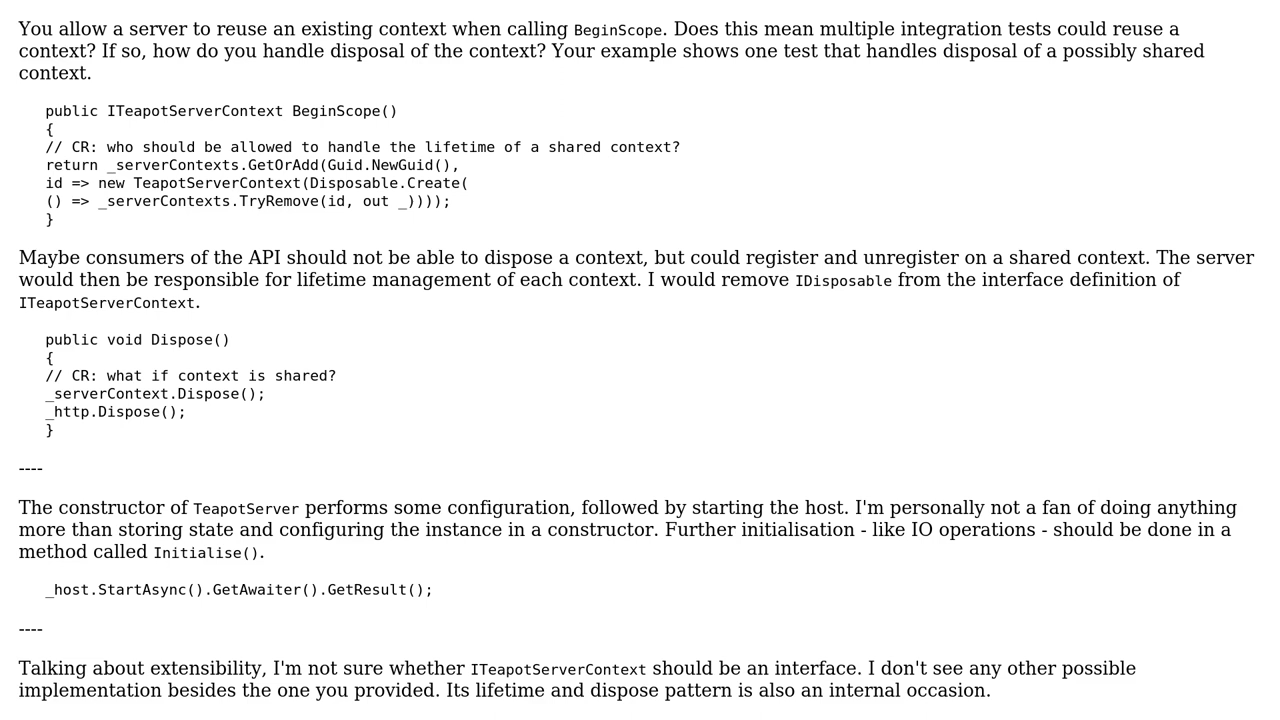 You allow a server to reuse an existing context when calling BeginScope. Does this mean multiple integration tests could reuse a
context? If so, how do you handle disposal of the context? Your example shows one test that handles disposal of a possibly shared
context.
public ITeapotServerContext BeginScope()
{
// CR: who should be allowed to handle the lifetime of a shared context?
return _serverContexts.GetOrAdd(Guid.NewGuid(),
id => new TeapotServerContext(Disposable.Create(
() => _serverContexts.TryRemove(id, out _))));
}
Maybe consumers of the API should not be able to dispose a context, but could register and unregister on a shared context. The server
would then be responsible for lifetime management of each context. I would remove IDisposable from the interface definition of
ITeapotServerContext.
public void Dispose()
{
// CR: what if context is shared?
_serverContext.Dispose();
_http.Dispose();
}
----
The constructor of TeapotServer performs some configuration, followed by starting the host. I'm personally not a fan of doing anything
more than storing state and configuring the instance in a constructor. Further initialisation - like IO operations - should be done in a
method called Initialise().
_host.StartAsync().GetAwaiter().GetResult();
----
Talking about extensibility, I'm not sure whether ITeapotServerContext should be an interface. I don't see any other possible
implementation besides the one you provided. Its lifetime and dispose pattern is also an internal occasion.